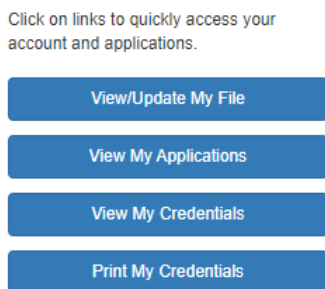 Click on links to quickly access your
account and applications.
View/Update My File
View My Applications
View My Credentials
Print My Credentials